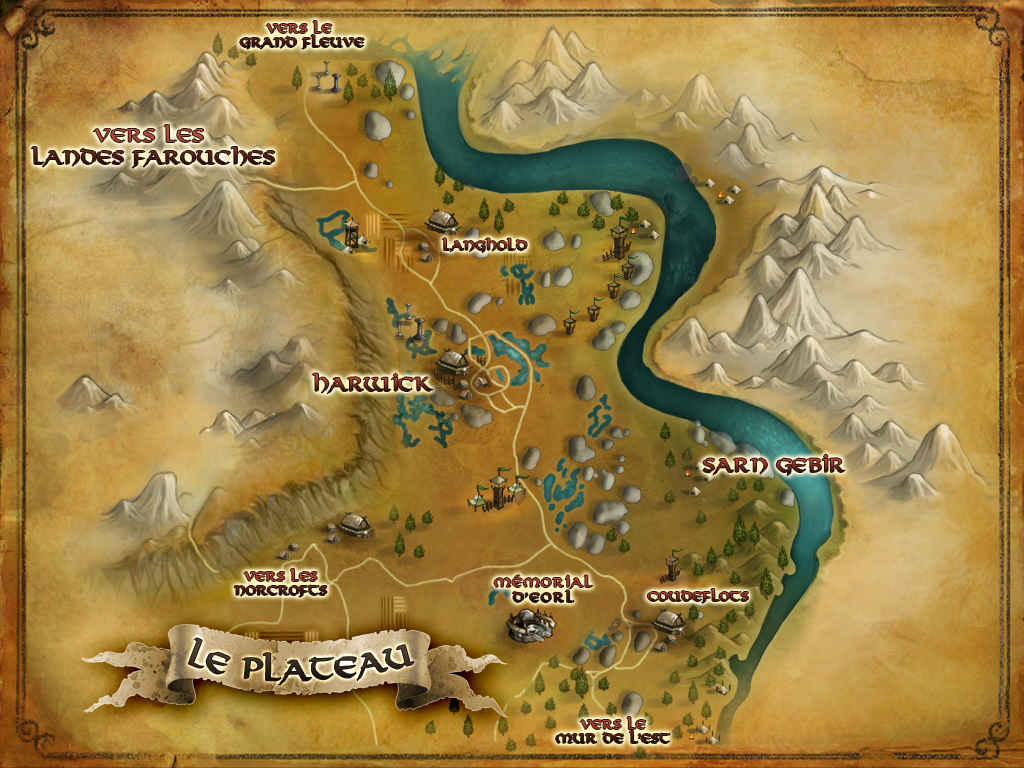 VERS LE
GRAND FLEUVE
VERS LES
LANDES FAROUCHES
LANGHOLD
HARWICK
SARN GEBIR
VERS LES
NORCROFTS
MÉMORIAL
D'EORL
COUDEFLOTS
LE PLATEAU
VERS LE
MUR DE L'EST